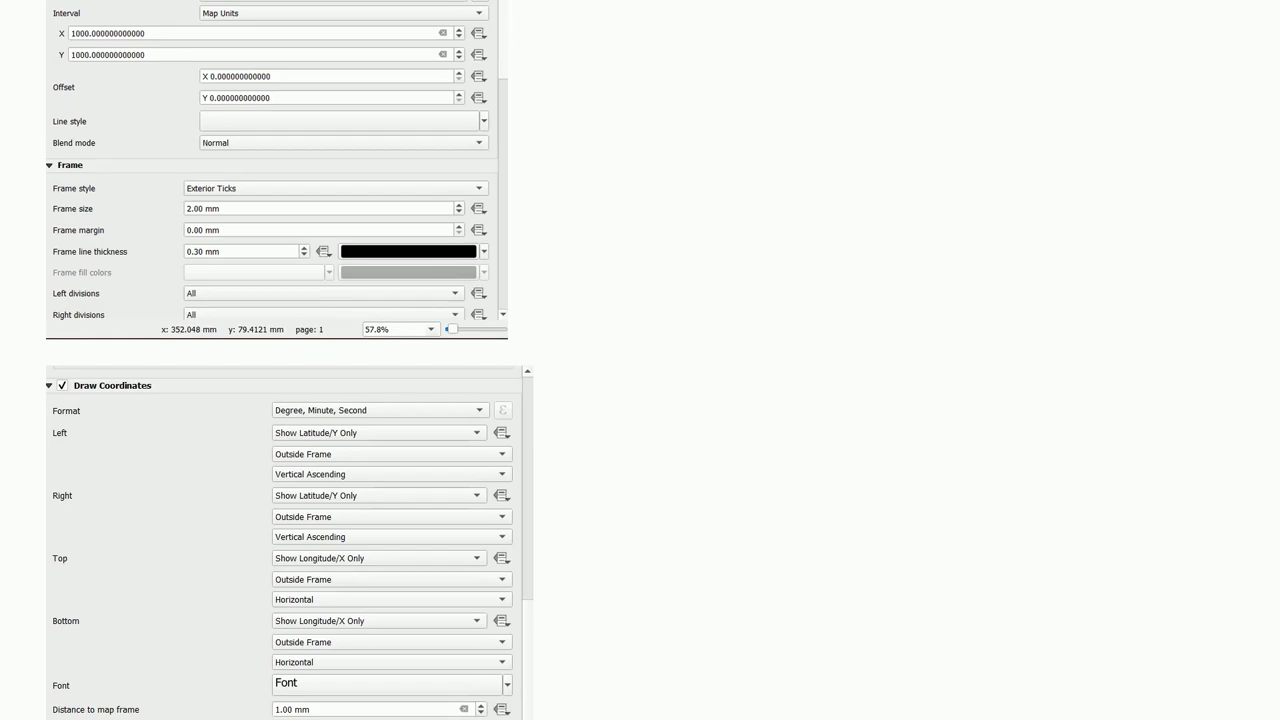 Interval Map Units
X 1000.000000000000
Y 1000.000000000000
X 0.000000000000
Offset
Y 0.000000000000
Line style
Blend mode Normal
Frame
Frame style Exterior Ticks
Frame size 2.00 mm
Frame margin 0.00 mm
Frame line thickness 0.30 mm
Frame fill colors
Left divisions All
Right divisions All
x: 352.048 mm y: 79.4121 mm page: 1 57.8%
Draw Coordinates
Format Degree, Minute, Second
Left Show Latitude/Y Only
Outside Frame
Vertical Ascending
Right Show Latitude/Y Only
Outside Frame
Vertical Ascending
Top Show Longitude/X Only
Outside Frame
Horizontal
Bottom Show Longitude/X Only
Outside Frame
Horizontal
Font Font
Distance to map frame 1.00 mm